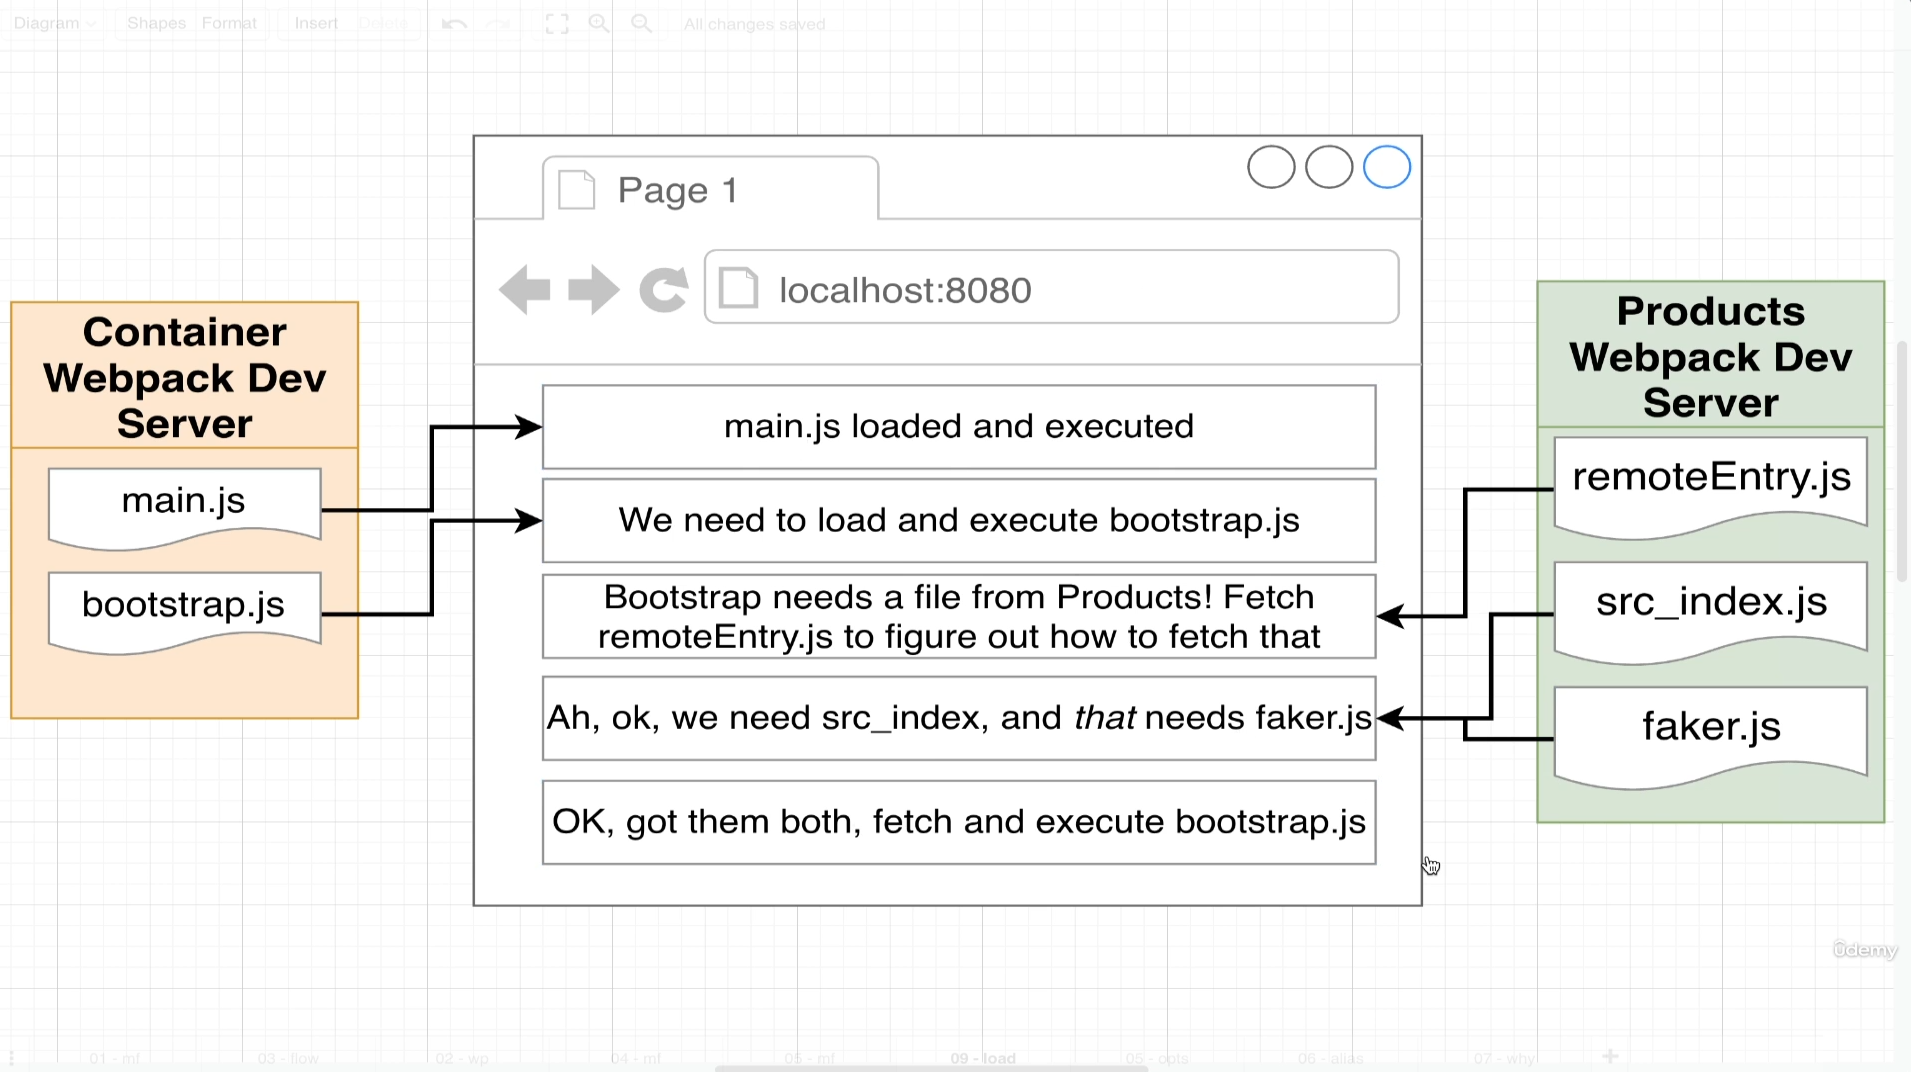 Diagram Shapes Format Insert Delete All changes saved
Page 1
localhost:8080
Container
Webpack Dev
Server
main.js
bootstrap.js
main.js loaded and executed
We need to load and execute bootstrap.js
Bootstrap needs a file from Products! Fetch
remoteEntry.js to figure out how to fetch that
Ah, ok, we need src_index, and that needs faker.js
OK, got them both, fetch and execute bootstrap.js
Products
Webpack Dev
Server
remoteEntry.js
src_index.js
faker.js
ûdemy
01 - mf 03 - flow 02 - wp 04 - mf 05 - mf 09 - load 05 - opts 06 - alias 07 - why